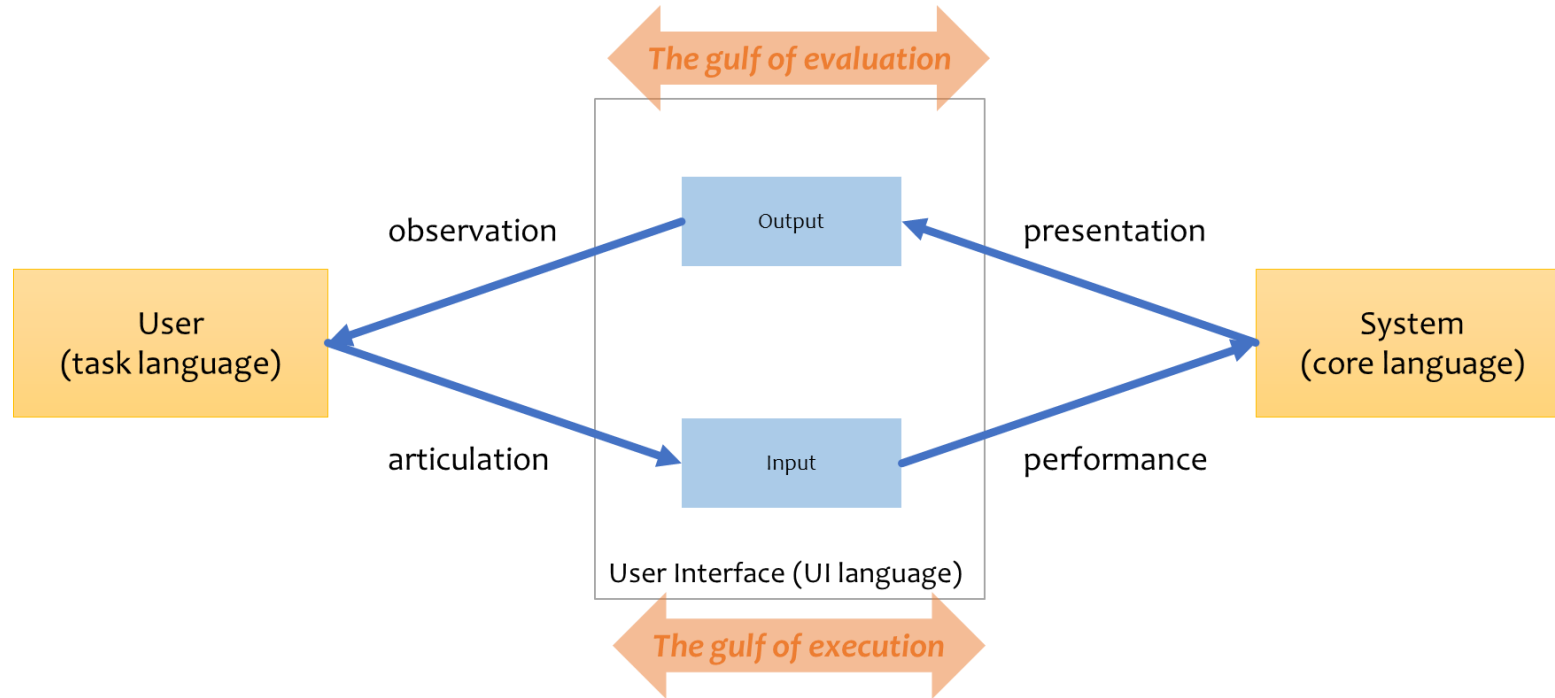 The gulf of evaluation
Output
observation
presentation
User
(task language)
System
(core language)
articulation
Input
performance
User Interface (UI language)
The gulf of execution